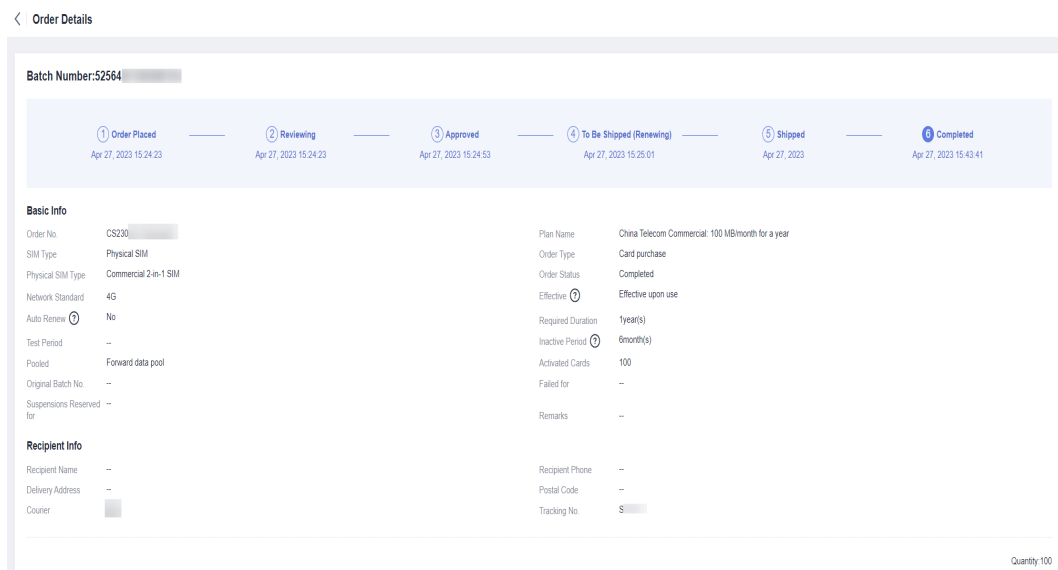 Order Details
Batch Number:52564
1 Order Placed
Apr 27, 2023 15:24:23
2 Reviewing
Apr 27, 2023 15:24:23
3 Approved
Apr 27, 2023 15:24:53
4 To Be Shipped (Renewing)
Apr 27, 2023 15:25:01
5 Shipped
Apr 27, 2023
6 Completed
Apr 27, 2023 15:43:41
Basic Info
Order No. CS230
Plan Name China Telecom Commercial: 100 MB/month for a year
SIM Type Physical SIM
Order Type Card purchase
Physical SIM Type Commercial 2-in-1 SIM
Order Status Completed
Network Standard 4G
Effective ? Effective upon use
Auto Renew ? No
Required Duration 1year(s)
Test Period --
Inactive Period ? 6month(s)
Pooled Forward data pool
Activated Cards 100
Original Batch No. --
Failed for --
Suspensions Reserved --
for
Remarks --
Recipient Info
Recipient Name --
Recipient Phone --
Delivery Address --
Postal Code --
Courier
Tracking No. S
Quantity:100